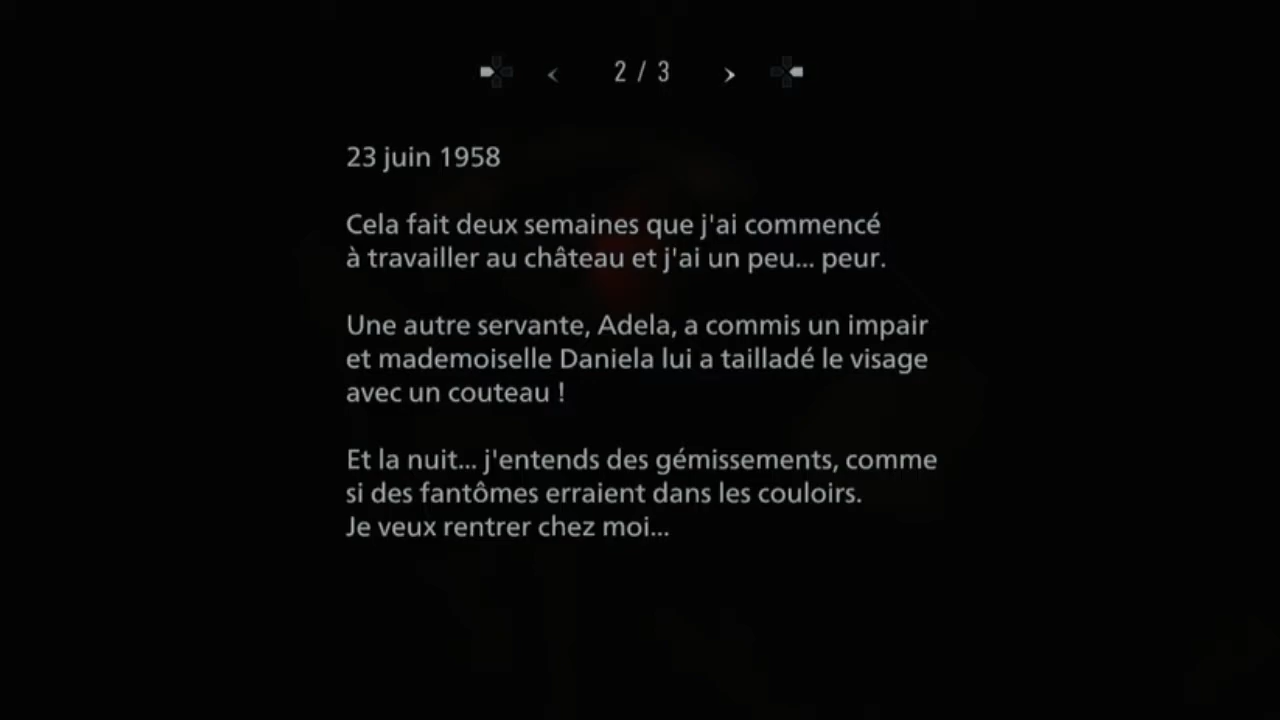 2 / 3
23 juin 1958
Cela fait deux semaines que j'ai commencé
à travailler au château et j'ai un peu... peur.
Une autre servante, Adela, a commis un impair
et mademoiselle Daniela lui a tailladé le visage
avec un couteau !
Et la nuit... j'entends des gémissements, comme
si des fantômes erraient dans les couloirs.
Je veux rentrer chez moi...